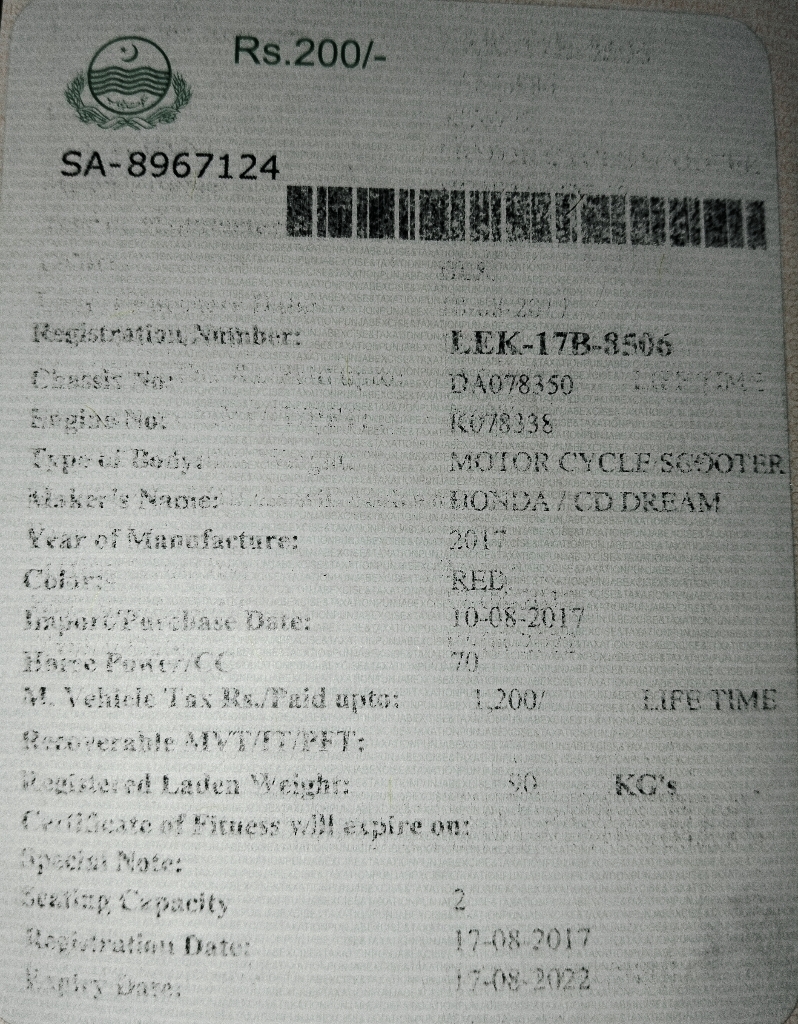 Rs.200/-
SA-8967124
Registration Number: LEK-17B-8506
Chassis No: DA078350 LIFE TIME
Engine No: K078338
Type of Body: MOTOR CYCLE/SCOOTER
Maker's Name: HONDA / CD DREAM
Year of Manufacture: 2017
Color: RED
Import/Purchase Date: 10-08-2017
Horse Power/CC 70
M. Vehicle Tax Rs./Paid upto: 1,200/ LIFE TIME
Recoverable MVT/IT/PFT:
Registered Laden Weight: 90 KG's
Certificate of Fitness will expire on:
Special Note:
Seating Capacity 2
Registration Date: 17-08-2017
Expiry Date: 17-08-2022